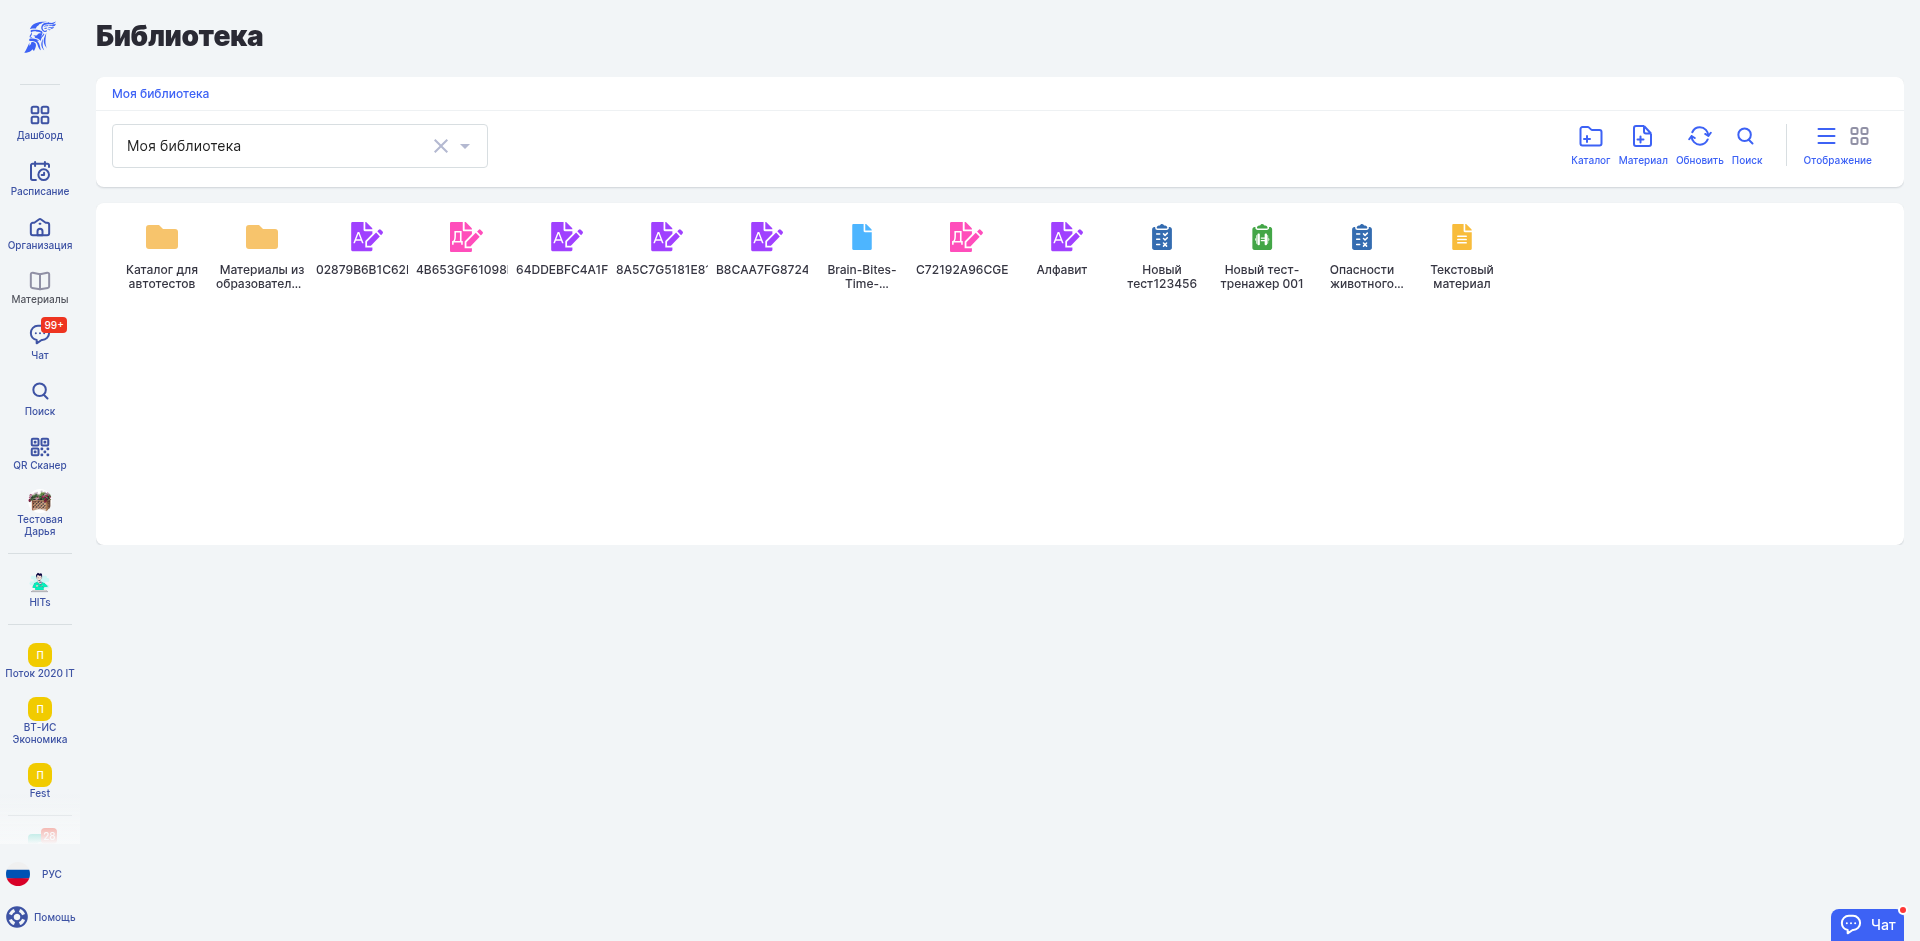 Библиотека
Моя библиотека
Моя библиотека
Каталог
Материал
Обновить
Поиск
Отображение
Каталог для
автотестов
Материалы из
образовател...
02879B6B1C62
4B653GF61098
64DDEBFC4A1F
8A5C7G5181E8
B8CAA7FG8724
Brain-Bites-
Time-...
C72192A96CGE
Алфавит
Новый
тест123456
Новый тест-
тренажер 001
Опасности
животного...
Текстовый
материал
Дашборд
Расписание
Организация
Материалы
99+
Чат
Поиск
QR Сканер
Тестовая
Дарья
HITs
П
Поток 2020 IT
П
ВТ-ИС
Экономика
П
Fest
28
РУС
Помощь
Чат